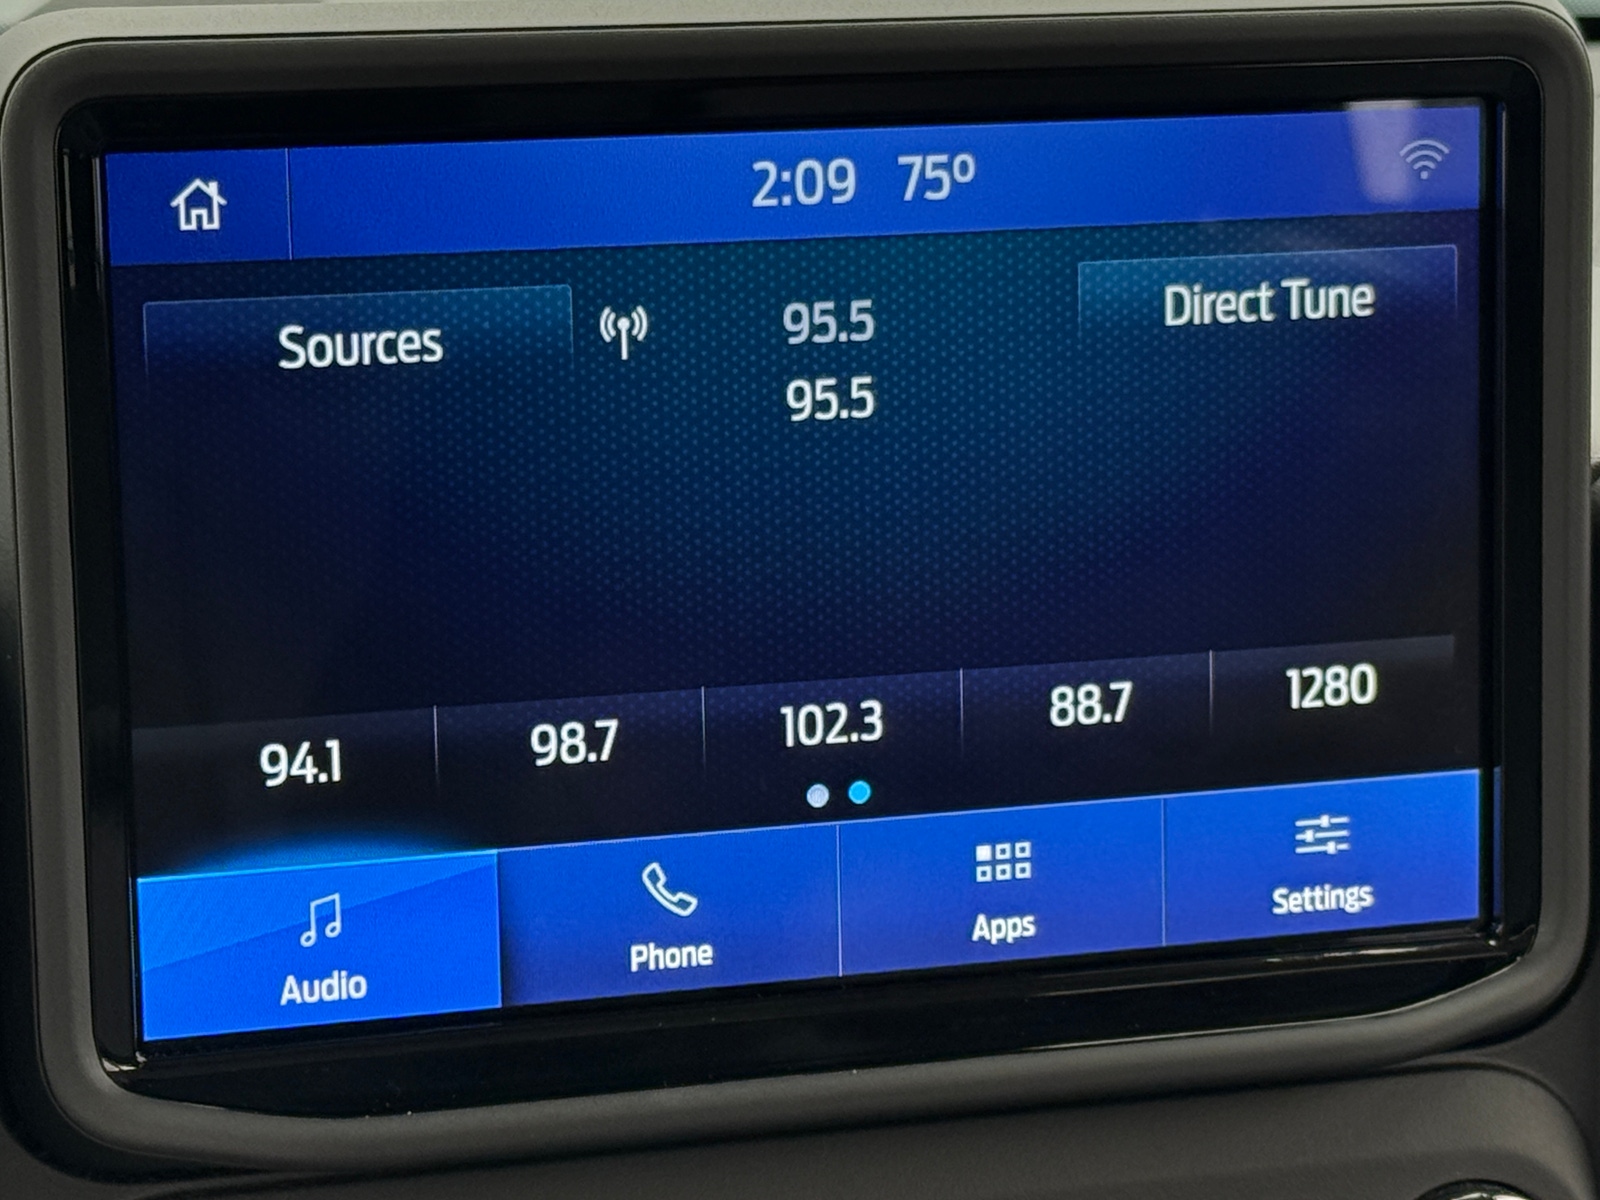 2:09 75º
Sources
95.5
Direct Tune
95.5
94.1
98.7
102.3
88.7
1280
Audio
Phone
Apps
Settings